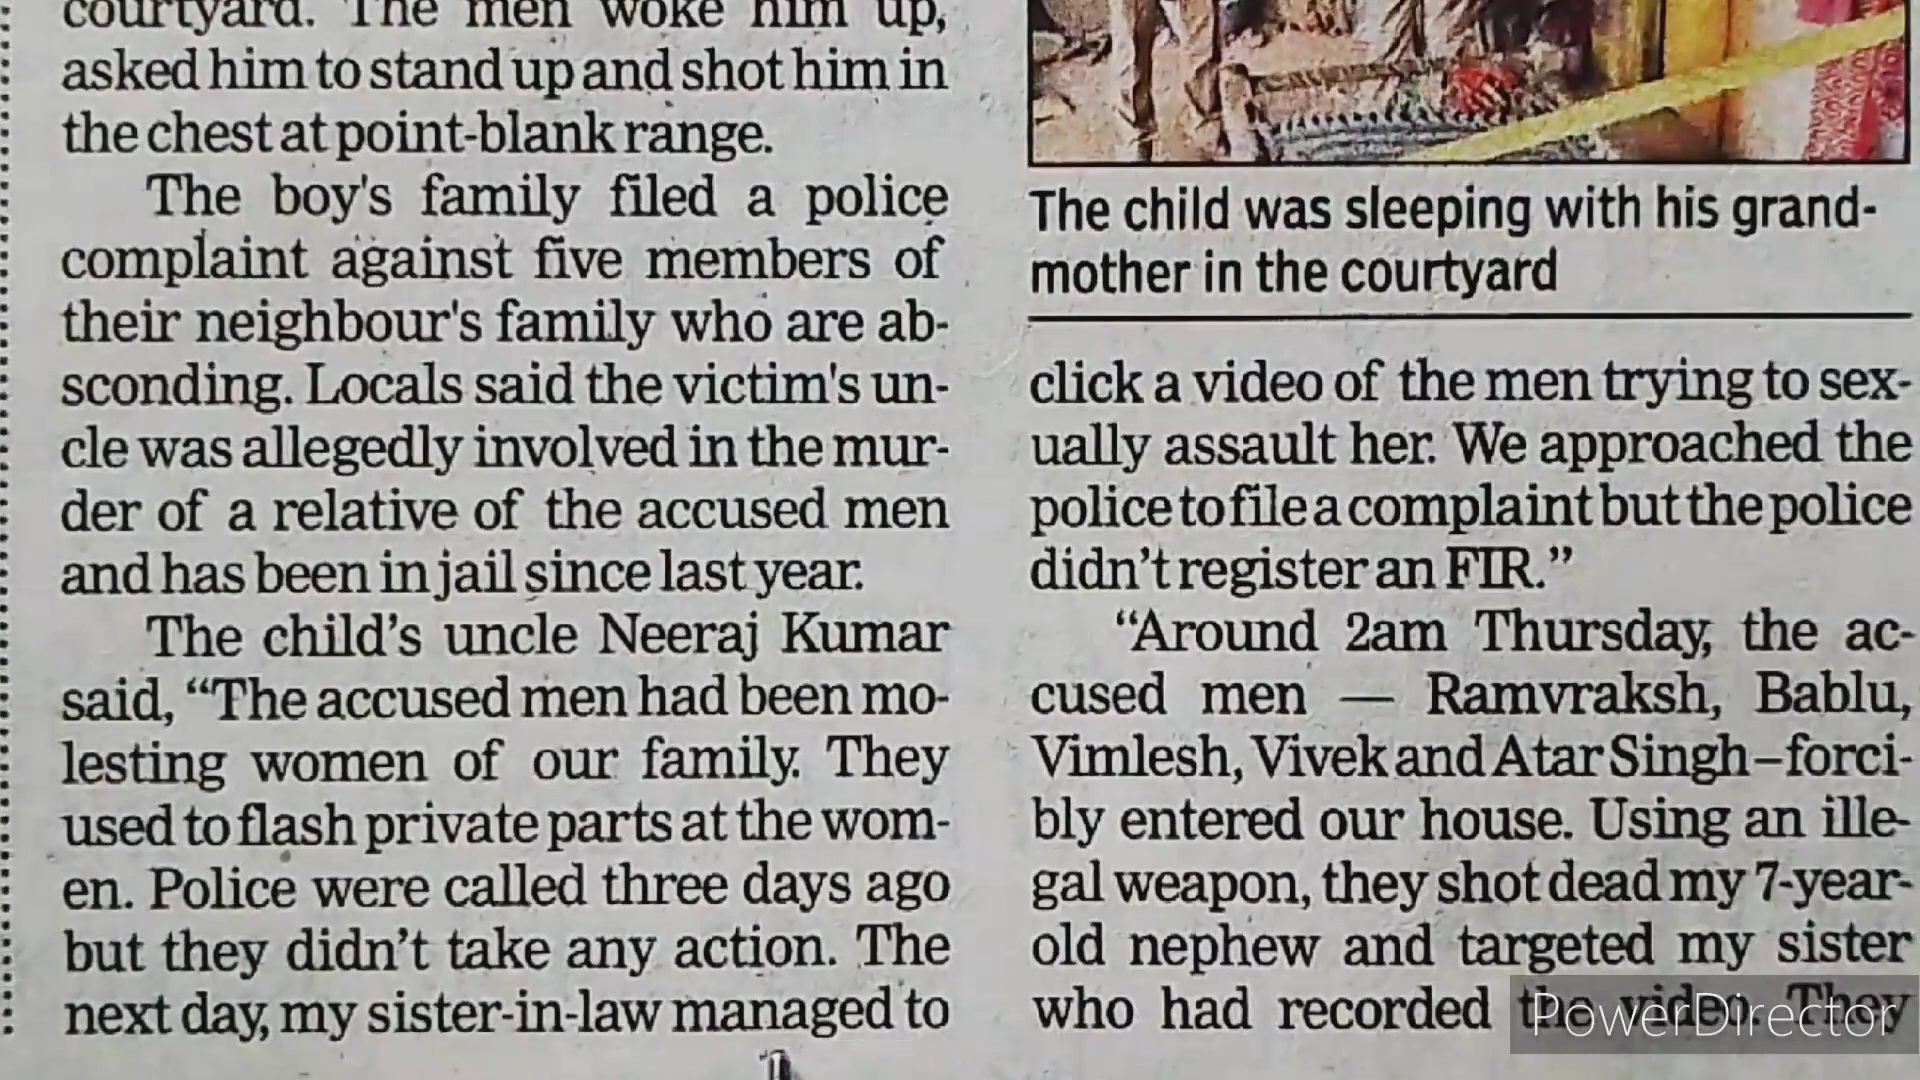 courtyard. The men woke him up,
asked him to stand up and shot him in
the chest at point-blank range.
The boy's family filed a police
complaint against five members of
their neighbour's family who are ab-
sconding. Locals said the victim's un-
cle was allegedly involved in the mur-
der of a relative of the accused men
and has been in jail since last year.
The child’s uncle Neeraj Kumar
said, “The accused men had been mo-
lesting women of our family. They
used to flash private parts at the wom-
en. Police were called three days ago
but they didn’t take any action. The
next day, my sister-in-law managed to
The child was sleeping with his grand-
mother in the courtyard
click a video of the men trying to sex-
ually assault her. We approached the
police to file a complaint but the police
didn’t register an FIR.”
“Around 2am Thursday, the ac-
cused men — Ramvraksh, Bablu,
Vimlesh, Vivek and Atar Singh – forci-
bly entered our house. Using an ille-
gal weapon, they shot dead my 7-year-
old nephew and targeted my sister
who had recorded the video. They
PowerDirector